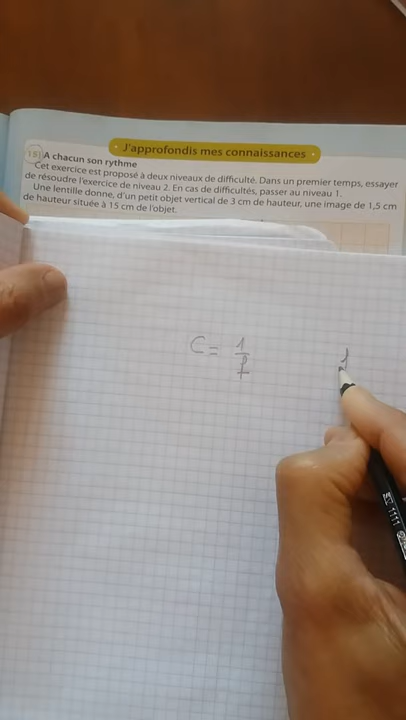 J'approfondis mes connaissances
15 A chacun son rythme
Cet exercice est proposé à deux niveaux de difficulté. Dans un premier temps, essayer
de résoudre l'exercice de niveau 2. En cas de difficultés, passer au niveau 1.
Une lentille donne, d'un petit objet vertical de 3 cm de hauteur, une image de 1,5 cm
de hauteur située à 15 cm de l'objet.
C = 1/f
1111